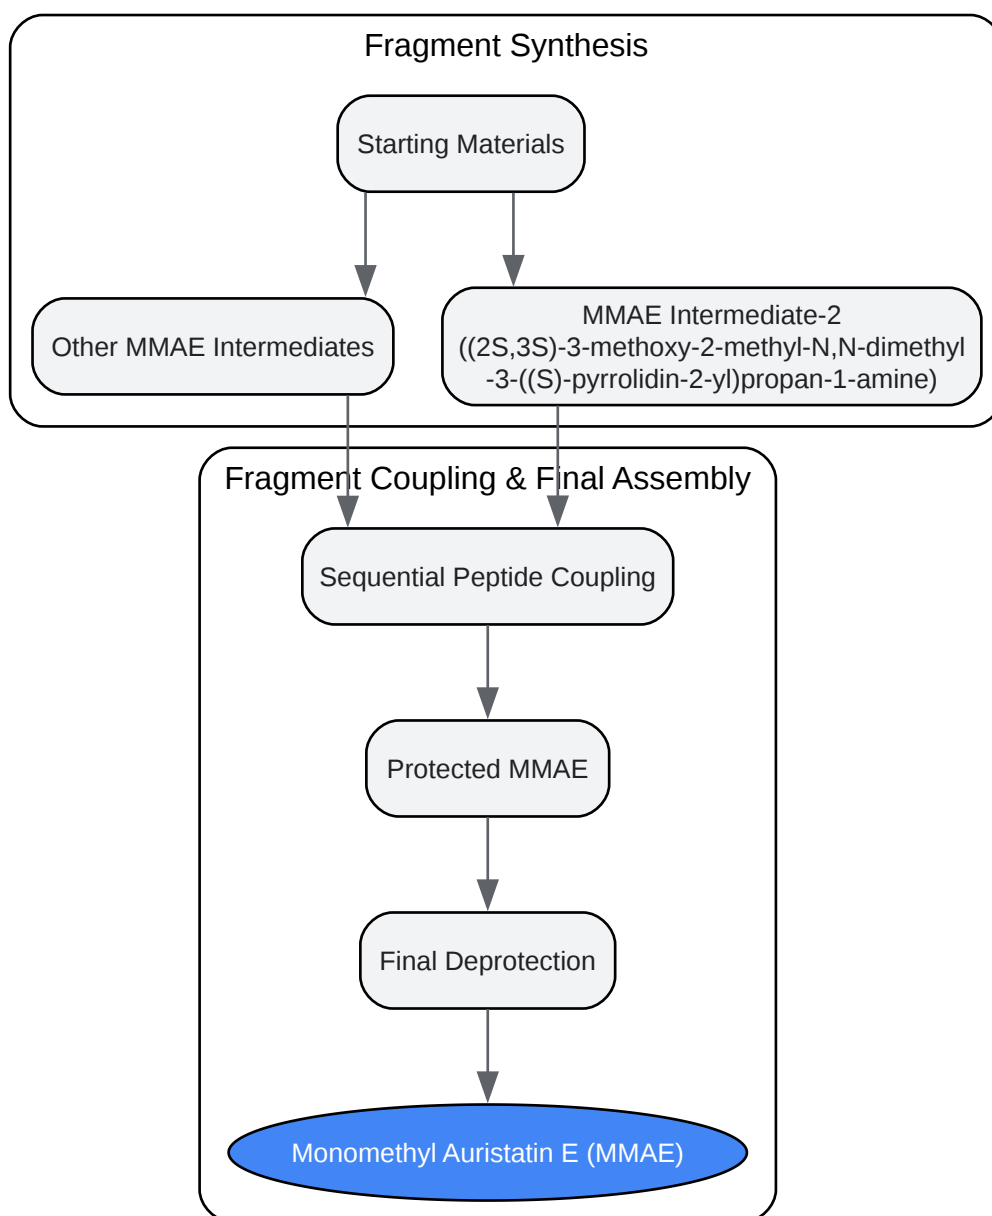 Fragment Synthesis
Starting Materials
Other MMAE Intermediates
MMAE Intermediate-2
((2S,3S)-3-methoxy-2-methyl-N,N-dimethyl
-3-((S)-pyrrolidin-2-yl)propan-1-amine)
Fragment Coupling & Final Assembly
Sequential Peptide Coupling
Protected MMAE
Final Deprotection
Monomethyl Auristatin E (MMAE)